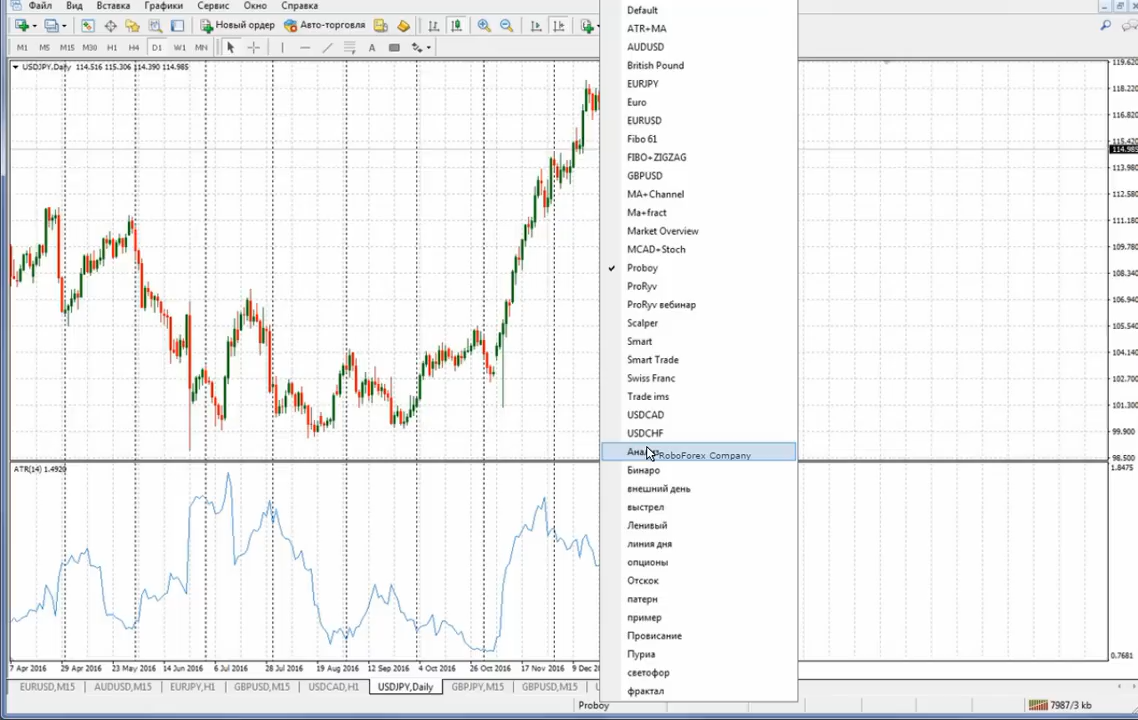 Файл Вид Вставка Графики Сервис Окно Справка
Новый ордер Авто-торговля
M1 M5 M15 M30 H1 H4 D1 W1 MN A
USDJPY,Daily 114.516 115.306 114.390 114.985
119.620
118.220
116.820
115.420
114.985
113.980
112.580
111.180
109.780
108.340
106.940
105.540
104.140
102.700
101.300
99.900
98.500
Default
ATR+MA
AUDUSD
British Pound
EURJPY
Euro
EURUSD
Fibo 61
FIBO+ZIGZAG
GBPUSD
MA+Channel
Ma+fract
Market Overview
MCAD+Stoch
Proboy
ProRyv
ProRyv вебинар
Scalper
Smart
Smart Trade
Swiss Franc
Trade ims
USDCAD
USDCHF
RoboForex Company
Бинаро
внешний день
выстрел
Ленивый
линия дня
опционы
Отскок
патерн
пример
Провисание
Пуриа
светофор
фрактал
ATR(14) 1.4920
1.8475
0.7681
7 Apr 2016 29 Apr 2016 23 May 2016 14 Jun 2016 6 Jul 2016 28 Jul 2016 19 Aug 2016 12 Sep 2016 4 Oct 2016 26 Oct 2016 17 Nov 2016 9 Dec 20
EURUSD,M15 AUDUSD,M15 EURJPY,H1 GBPUSD,M15 USDCAD,H1 USDJPY,Daily GBPJPY,M15 GBPUSD,M15
Proboy 7987/3 kb